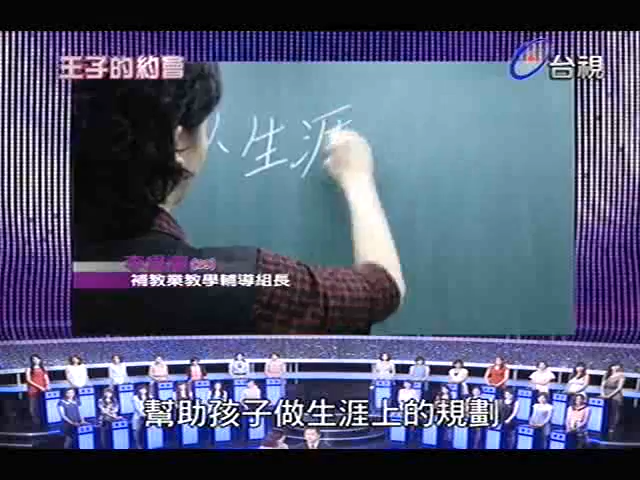 王子的約會
台視
生涯
補教業教學輔導組長
幫助孩子做生涯上的規劃